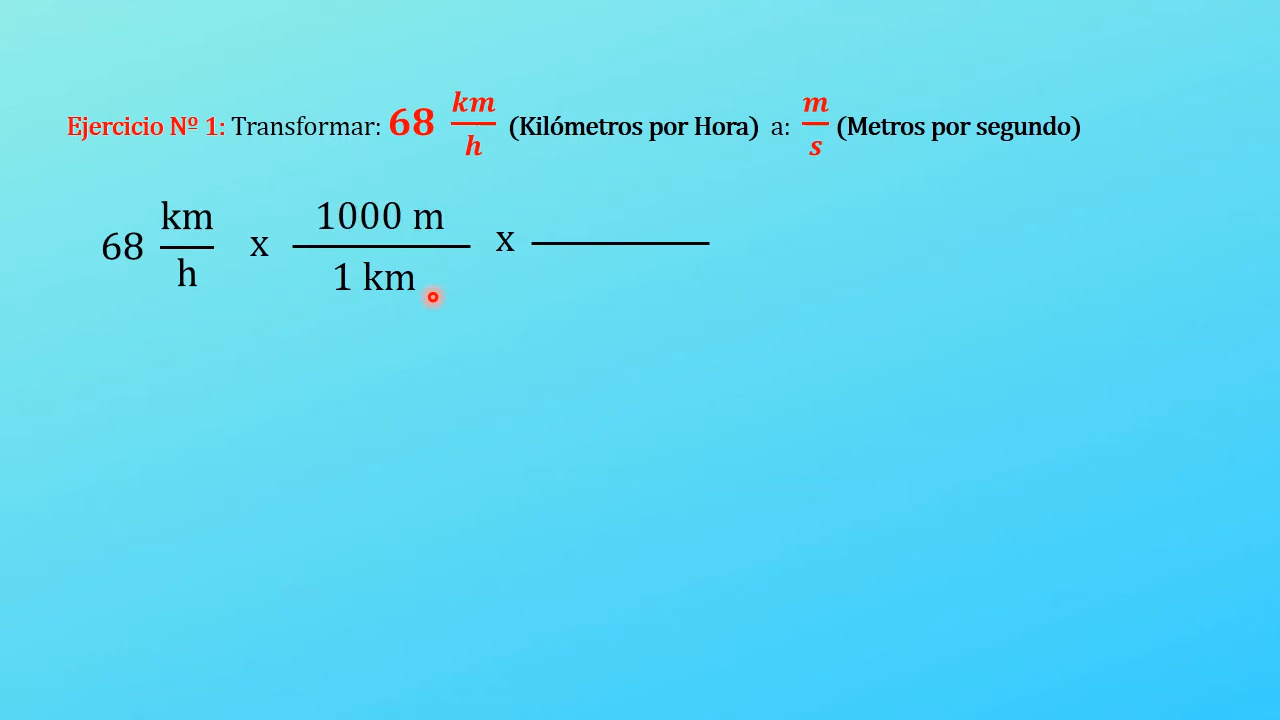 Ejercicio Nº 1: Transformar: 68 km/h (Kilómetros por Hora) a: m/s (Metros por segundo)
68 km/h x 1000 m/1 km x